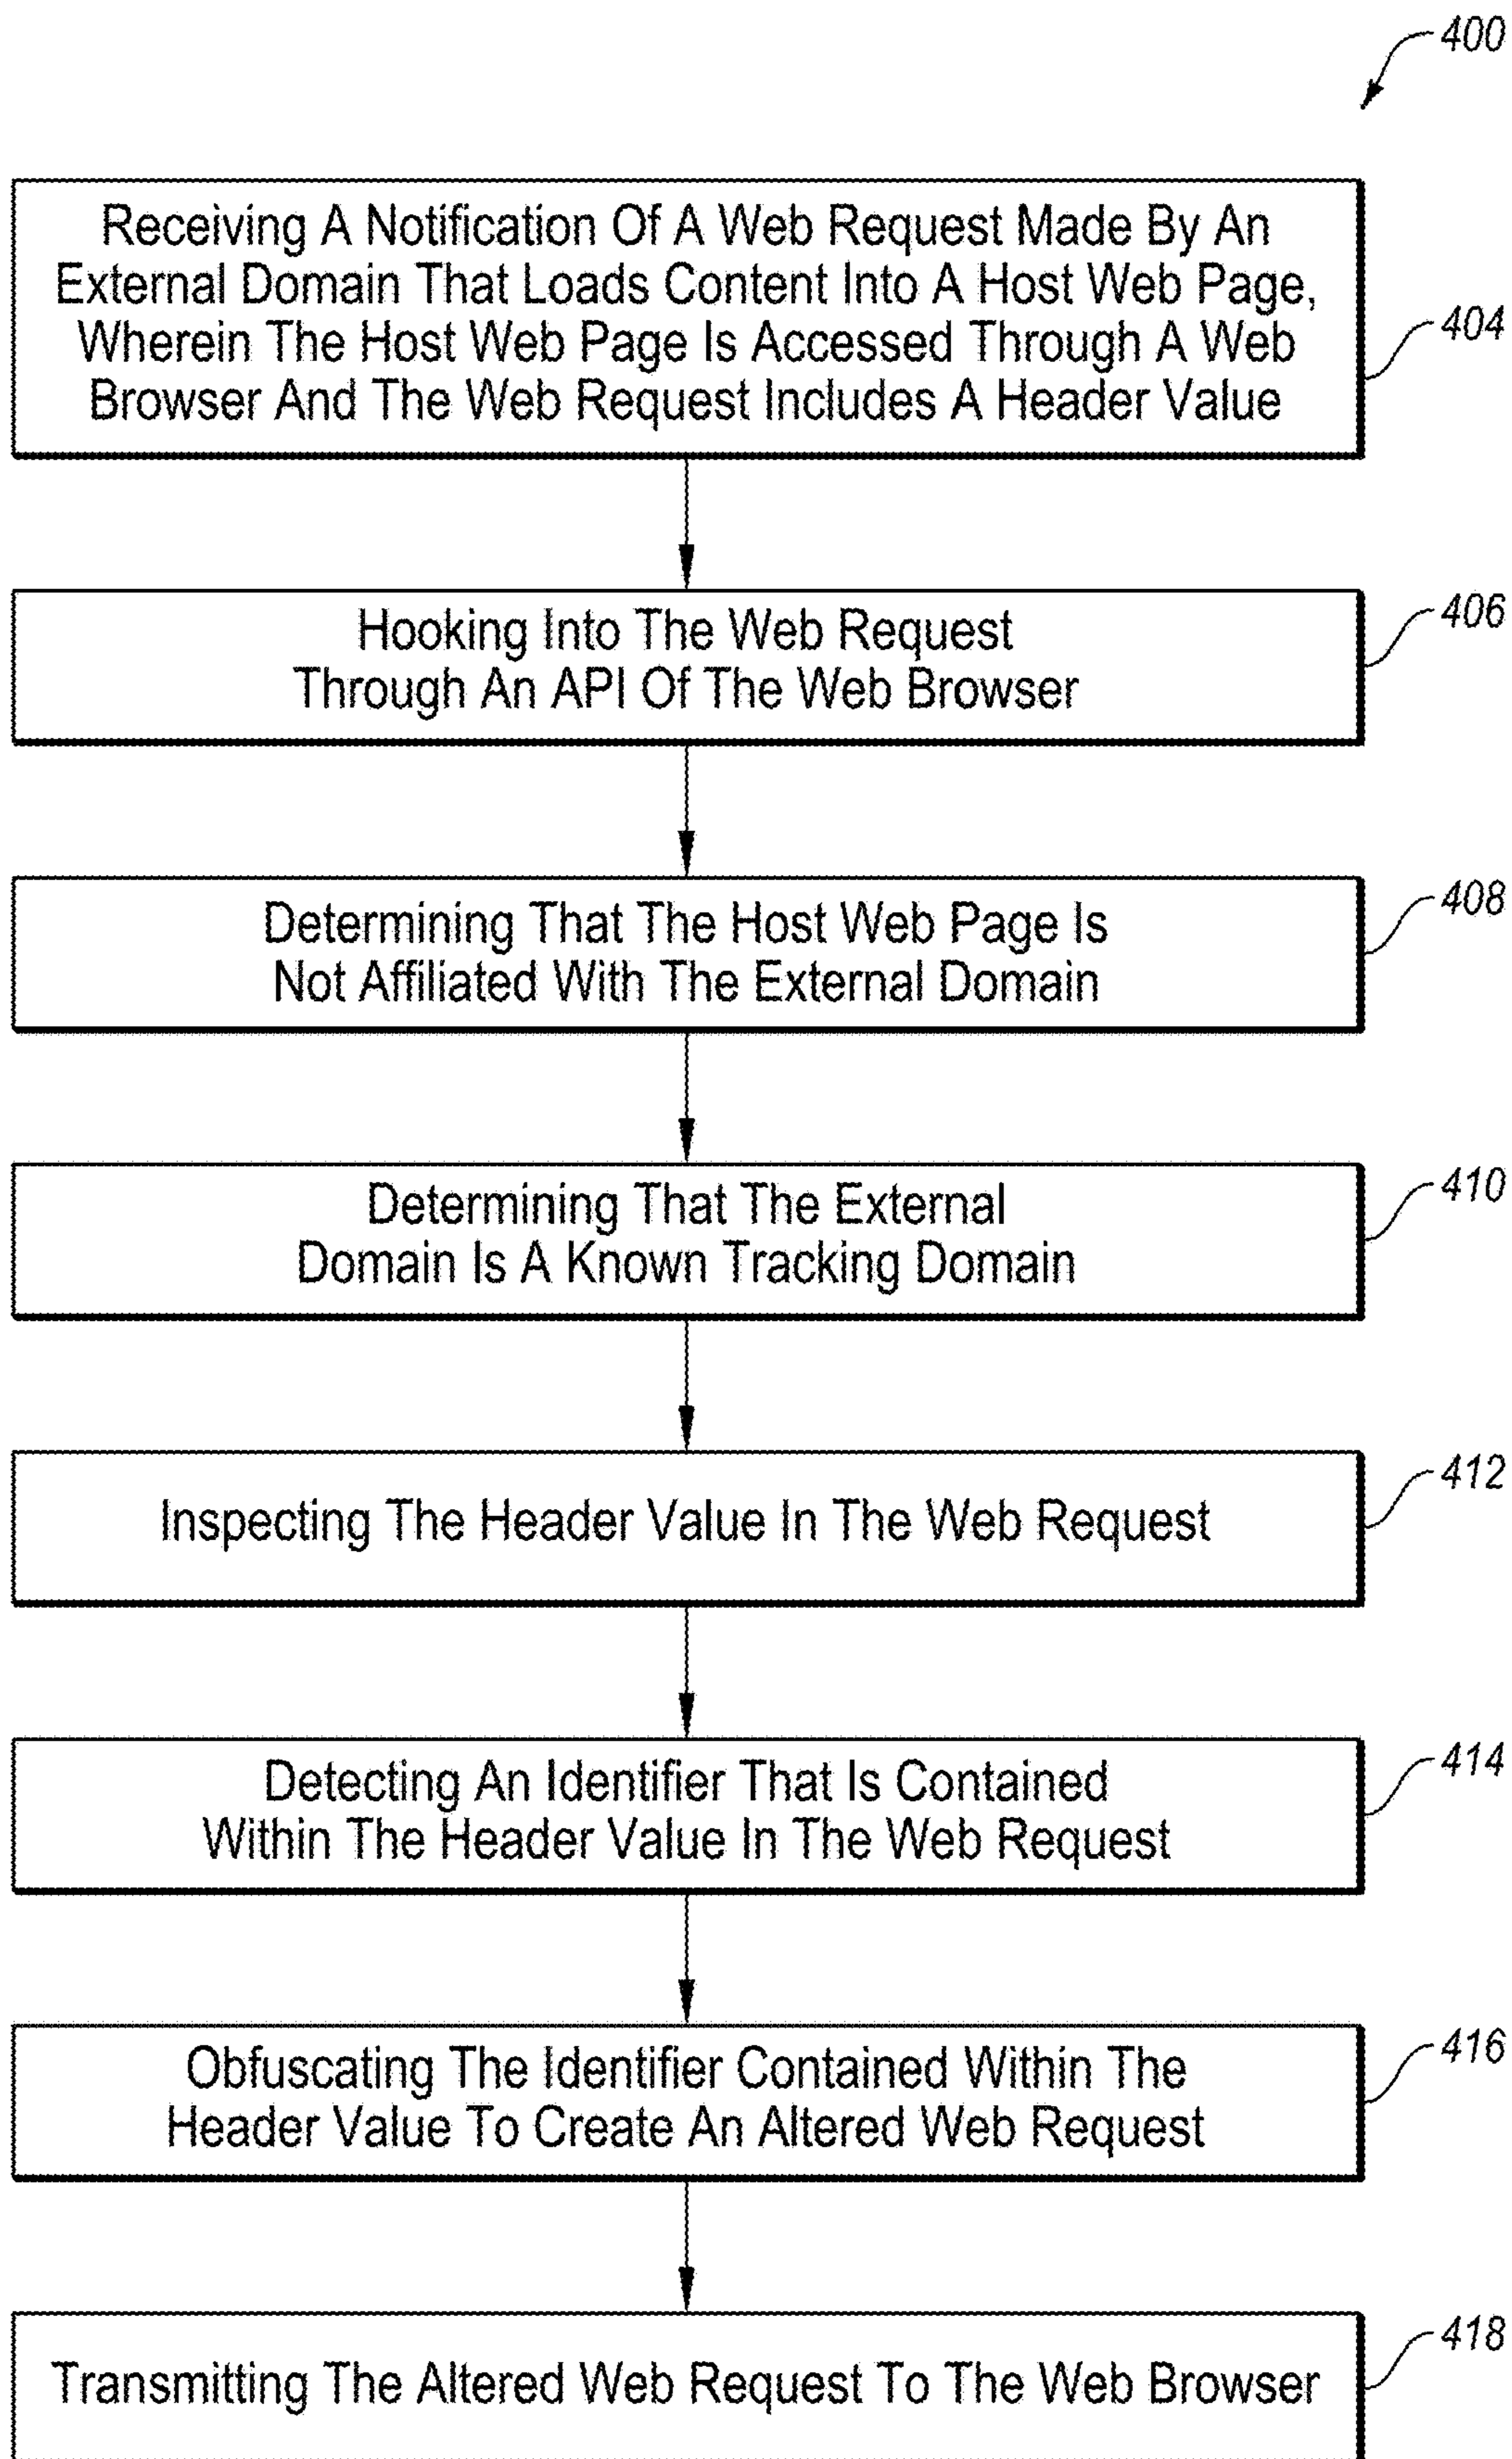 400
Receiving A Notification Of A Web Request Made By An
External Domain That Loads Content Into A Host Web Page,
Wherein The Host Web Page Is Accessed Through A Web
Browser And The Web Request Includes A Header Value
404
Hooking Into The Web Request
Through An API Of The Web Browser
406
Determining That The Host Web Page Is
Not Affiliated With The External Domain
408
Determining That The External
Domain Is A Known Tracking Domain
410
Inspecting The Header Value In The Web Request
412
Detecting An Identifier That Is Contained
Within The Header Value In The Web Request
414
Obfuscating The Identifier Contained Within The
Header Value To Create An Altered Web Request
416
Transmitting The Altered Web Request To The Web Browser
418